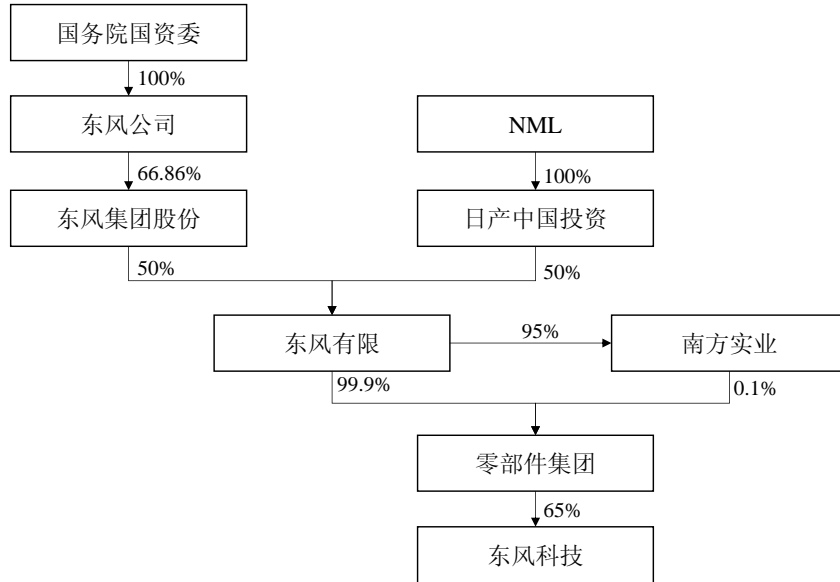 国务院国资委
100%
东风公司
NML
66.86%
100%
东风集团股份
日产中国投资
50%
50%
东风有限
95%
南方实业
99.9%
0.1%
零部件集团
65%
东风科技